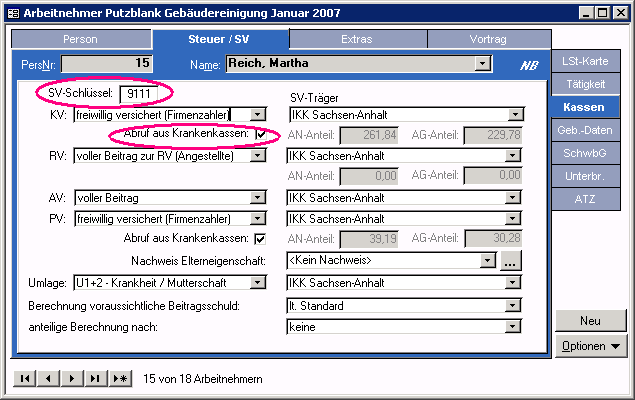 Arbeitnehmer Putzblank Gebäudereinigung Januar 2007
Person Steuer / SV Extras Vortrag
PersNr: 15 Name: Reich, Martha NB
LSt-Karte
Tätigkeit
Kassen
Geb.-Daten
SchwbG
Unterbr.
ATZ
SV-Schlüssel: 9111 SV-Träger
KV: freiwillig versichert (Firmenzahler) IKK Sachsen-Anhalt
Abruf aus Krankenkassen: AN-Anteil: 261,84 AG-Anteil: 229,78
RV: voller Beitrag zur RV (Angestellte) IKK Sachsen-Anhalt
AN-Anteil: 0,00 AG-Anteil: 0,00
AV: voller Beitrag IKK Sachsen-Anhalt
PV: freiwillig versichert (Firmenzahler) IKK Sachsen-Anhalt
Abruf aus Krankenkassen: AN-Anteil: 39,19 AG-Anteil: 30,28
Nachweis Elterneigenschaft: <Kein Nachweis> ...
Umlage: U1+2 - Krankheit / Mutterschaft IKK Sachsen-Anhalt
Berechnung voraussichtliche Beitragsschuld: lt. Standard
anteilige Berechnung nach: keine
Neu
Optionen
15 von 18 Arbeitnehmern